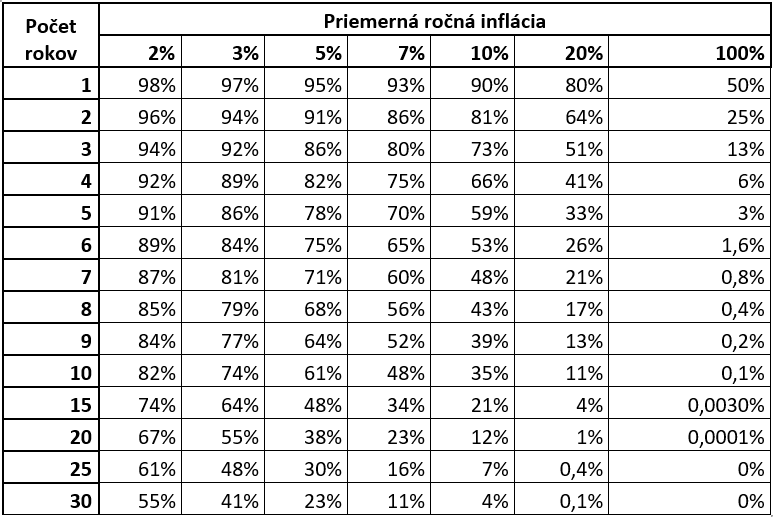 Počet rokov Priemerná ročná inflácia
2% 3% 5% 7% 10% 20% 100%
1 98% 97% 95% 93% 90% 80% 50%
2 96% 94% 91% 86% 81% 64% 25%
3 94% 92% 86% 80% 73% 51% 13%
4 92% 89% 82% 75% 66% 41% 6%
5 91% 86% 78% 70% 59% 33% 3%
6 89% 84% 75% 65% 53% 26% 1,6%
7 87% 81% 71% 60% 48% 21% 0,8%
8 85% 79% 68% 56% 43% 17% 0,4%
9 84% 77% 64% 52% 39% 13% 0,2%
10 82% 74% 61% 48% 35% 11% 0,1%
15 74% 64% 48% 34% 21% 4% 0,0030%
20 67% 55% 38% 23% 12% 1% 0,0001%
25 61% 48% 30% 16% 7% 0,4% 0%
30 55% 41% 23% 11% 4% 0,1% 0%